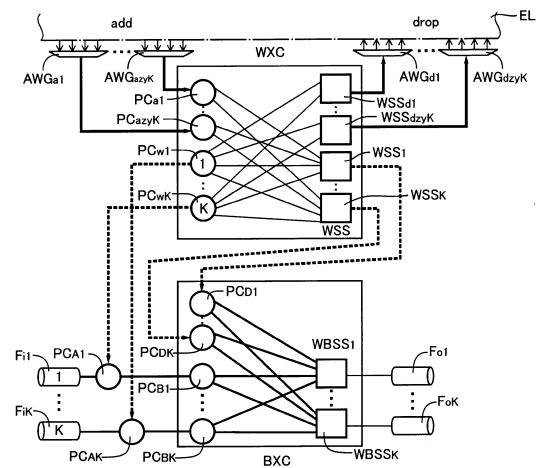 add
drop
EL
AWGa1
AWGazyK
WXC
AWGd1
AWGdzyK
PCa1
WSSd1
PCazyK
WSSdzyK
PCw1
1
WSS1
PCwK
K
WSSK
WSS
PCD1
PCDK
WBSS1
Fi1
PCA1
Fo1
1
PCB1
FiK
FoK
K
PCAK
PCBK
WBSSK
BXC